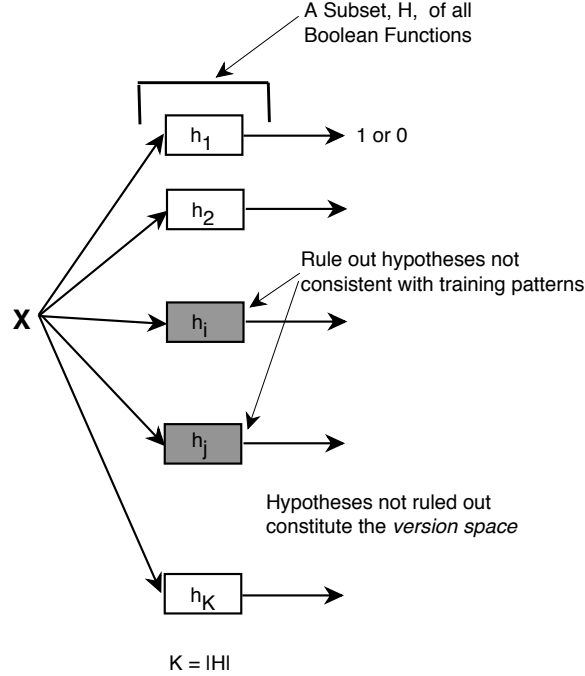 A Subset, H, of all
Boolean Functions
h1
1 or 0
h2
Rule out hypotheses not
consistent with training patterns
X
hi
hj
Hypotheses not ruled out
constitute the version space
hK
K = |H|